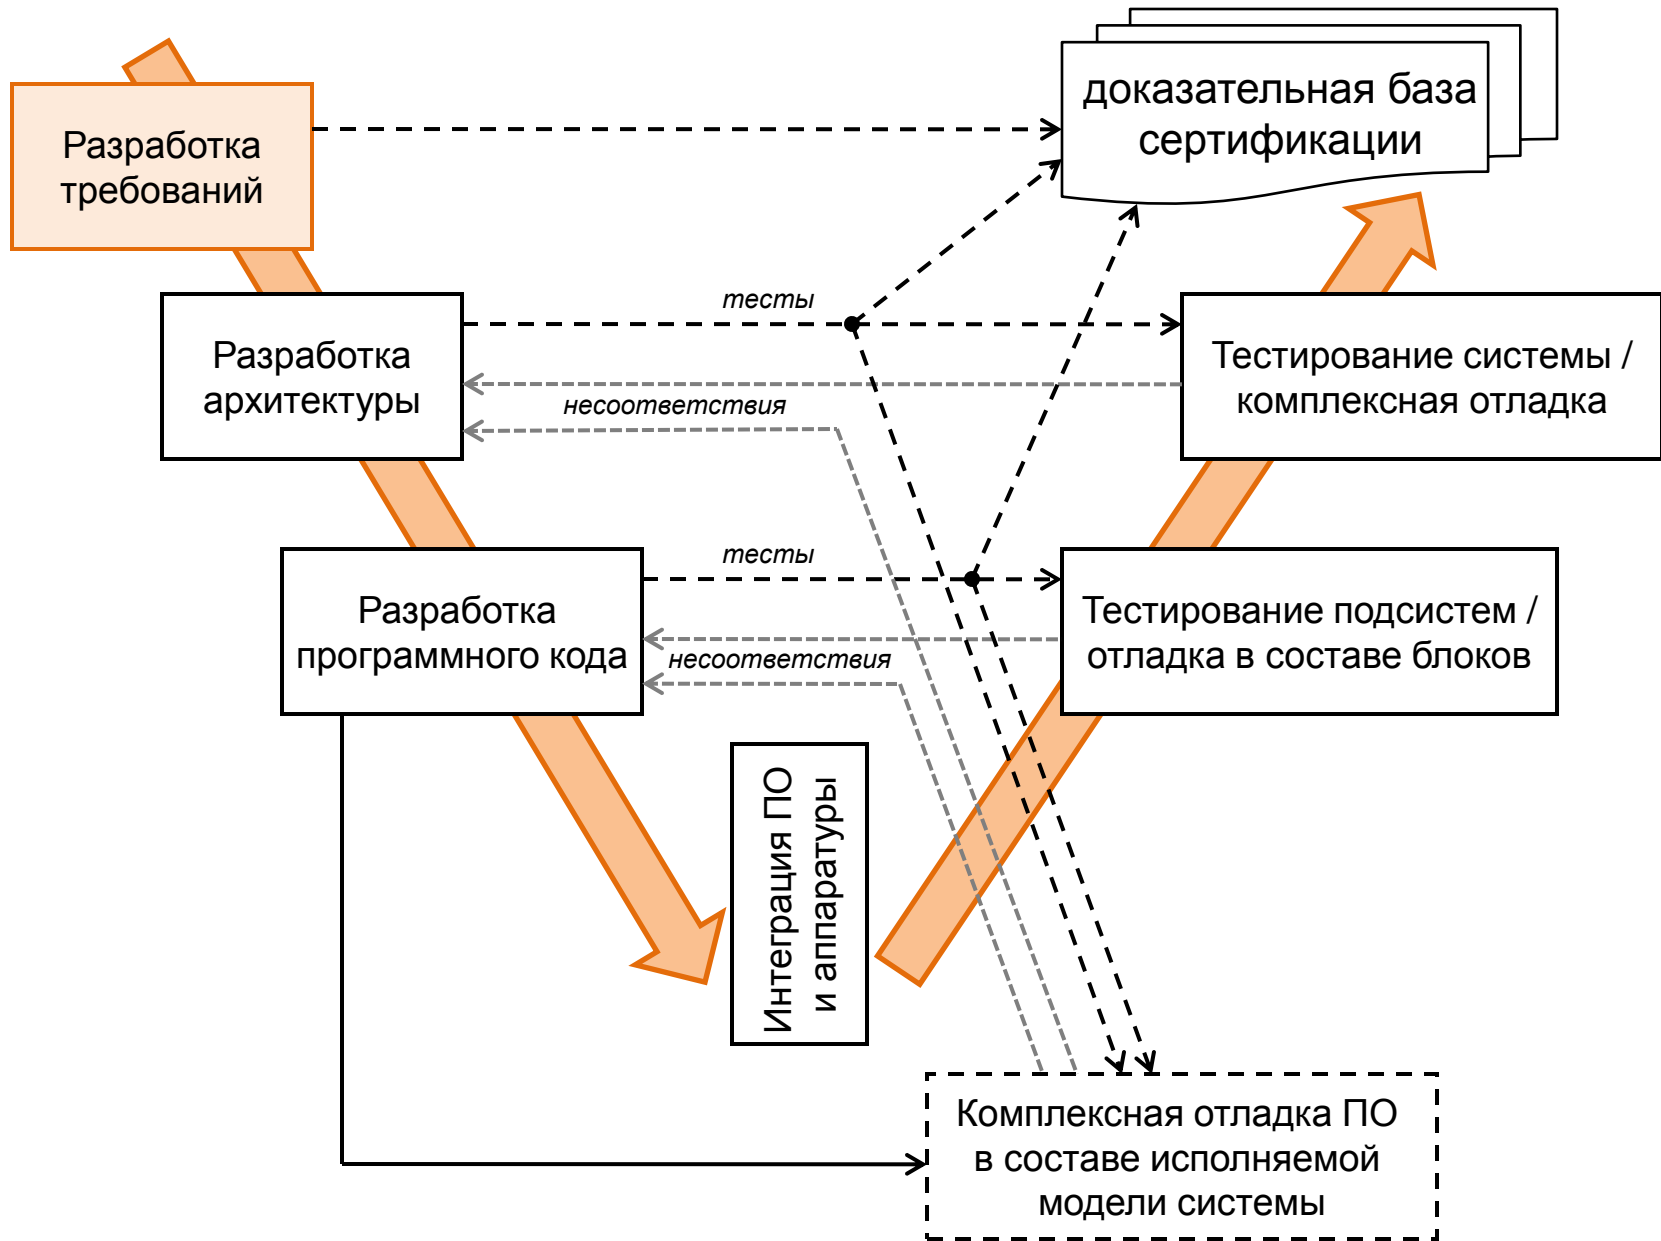 доказательная база
сертификации
Разработка
требований
тесты
Разработка
архитектуры
Тестирование системы /
комплексная отладка
несоответствия
тесты
Разработка
программного кода
Тестирование подсистем /
отладка в составе блоков
несоответствия
Интеграция ПО
и аппаратуры
Комплексная отладка ПО
в составе исполняемой
модели системы